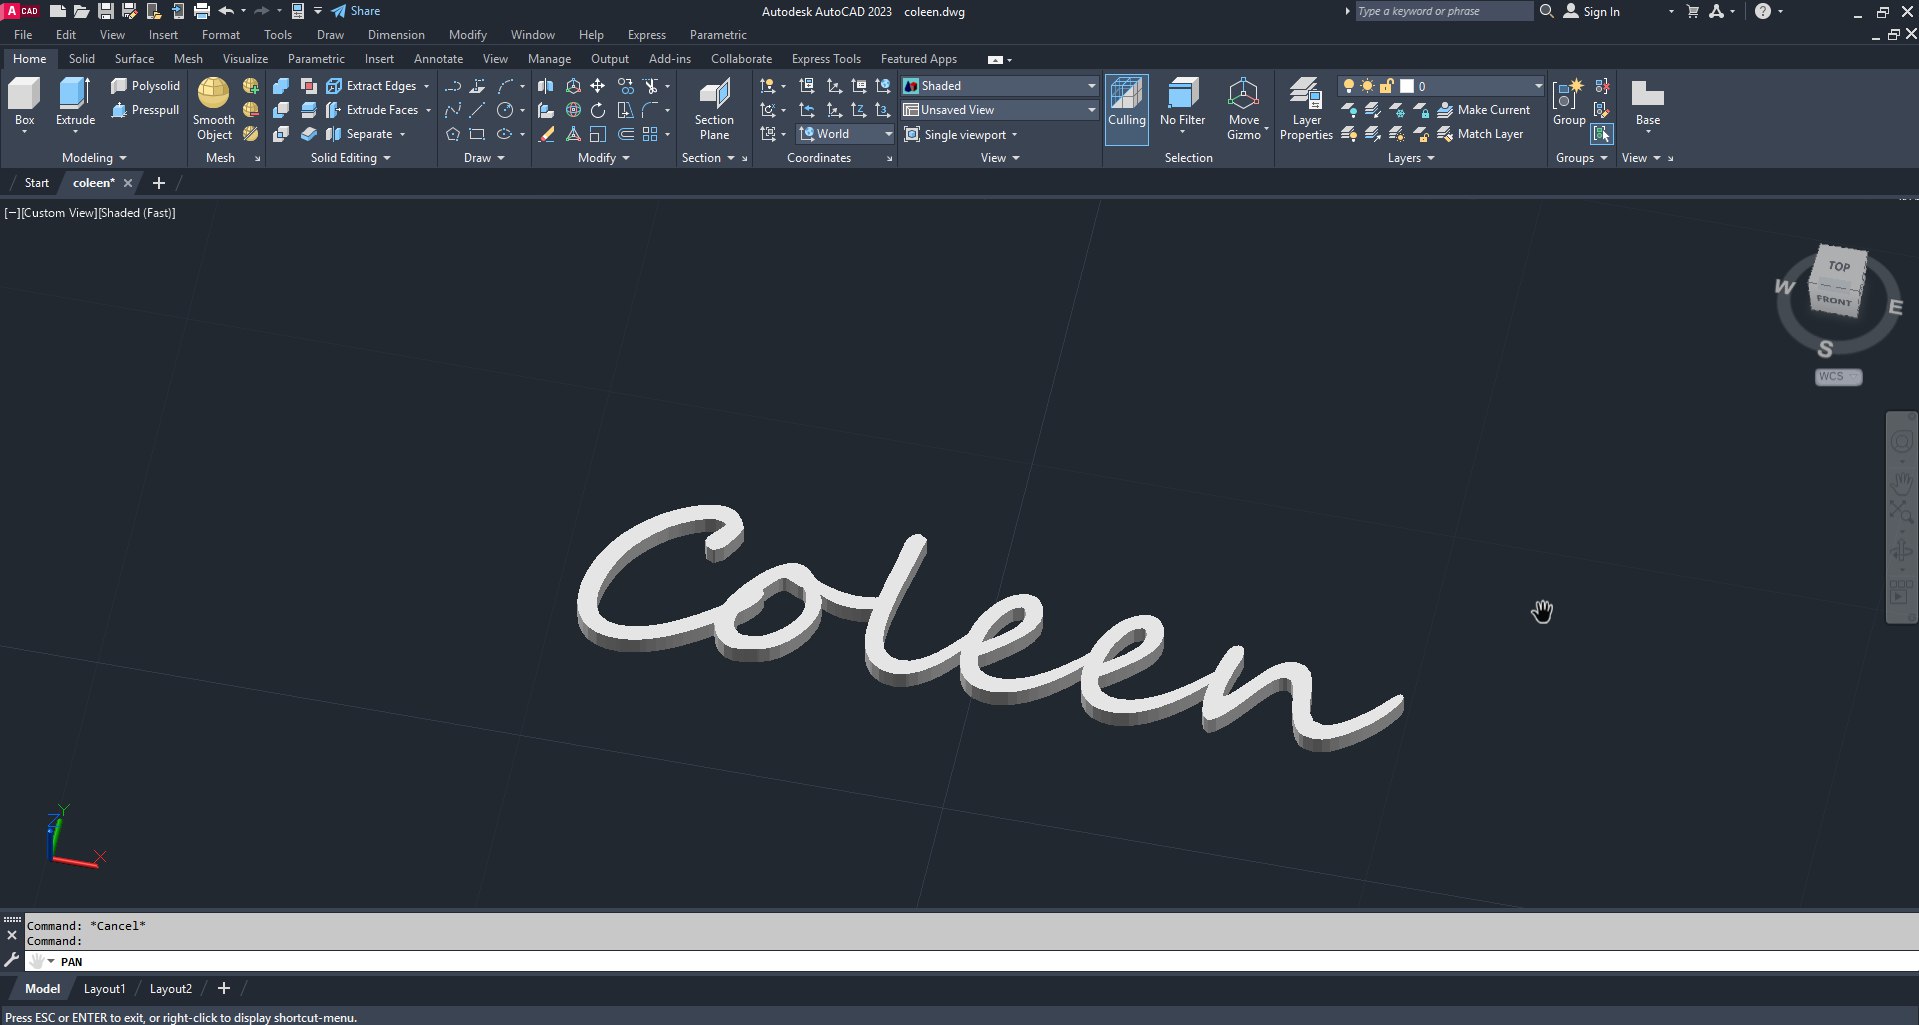 A CAD
Share
Autodesk AutoCAD 2023 coleen.dwg
Type a keyword or phrase
Sign In
File Edit View Insert Format Tools Draw Dimension Modify Window Help Express Parametric
Home Solid Surface Mesh Visualize Parametric Insert Annotate View Manage Output Add-ins Collaborate Express Tools Featured Apps
Box
Extrude
Polysolid
Presspull
Modeling
Smooth
Object
Mesh
Extract Edges
Extrude Faces
Separate
Solid Editing
Draw
Modify
Section
Plane
Section
World
Coordinates
Shaded
Unsaved View
Single viewport
View
Culling
No Filter
Move
Gizmo
Selection
Layer
Properties
0
Make Current
Match Layer
Layers
Group
Groups
Base
View
Start coleen* +
[−][Custom View][Shaded (Fast)]
TOP
FRONT
W
E
S
WCS
Coleen
Y
Z
X
Command: *Cancel*
Command:
PAN
Model Layout1 Layout2 +
Press ESC or ENTER to exit, or right-click to display shortcut-menu.